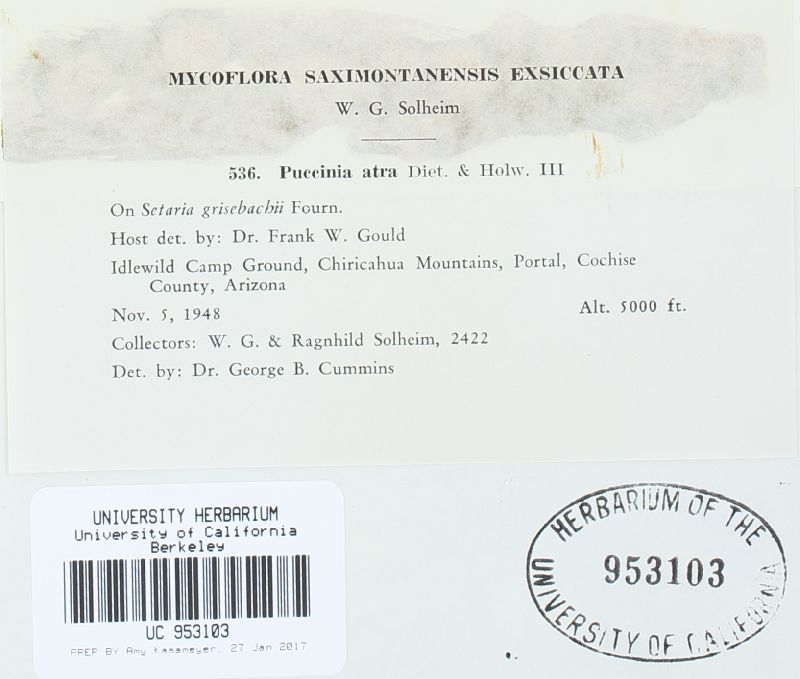 MYCOFLORA SAXIMONTANENSIS EXSICCATA
W. G. Solheim
536. Puccinia atra Diet. & Holw. III
On Setaria grisebachii Fourn.
Host det. by: Dr. Frank W. Gould
Idlewild Camp Ground, Chiricahua Mountains, Portal, Cochise
County, Arizona
Nov. 5, 1948 Alt. 5000 ft.
Collectors: W. G. & Ragnhild Solheim, 2422
Det. by: Dr. George B. Cummins
UNIVERSITY HERBARIUM
University of California
Berkeley
UC 953103
PREP BY Amy Kasameyer, 27 Jan 2017
HERBARIUM OF THE
953103
UNIVERSITY OF CALIFORNIA